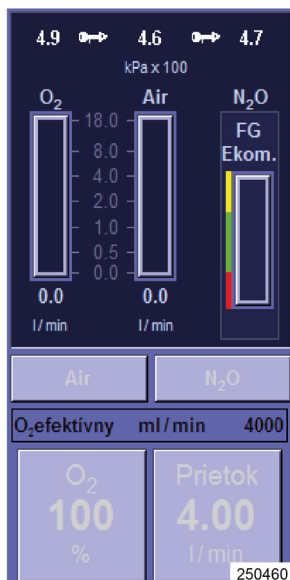 4.9 4.6 4.7
kPa x 100
O₂ Air N₂O
FG
Ekom.
18.0
8.0
4.0
2.0
1.0
0.5
0.0
0.0 0.0
l/min l/min
Air N₂O
O₂efektívny ml/min 4000
O₂ Prietok
100 4.00
% l/min
250460